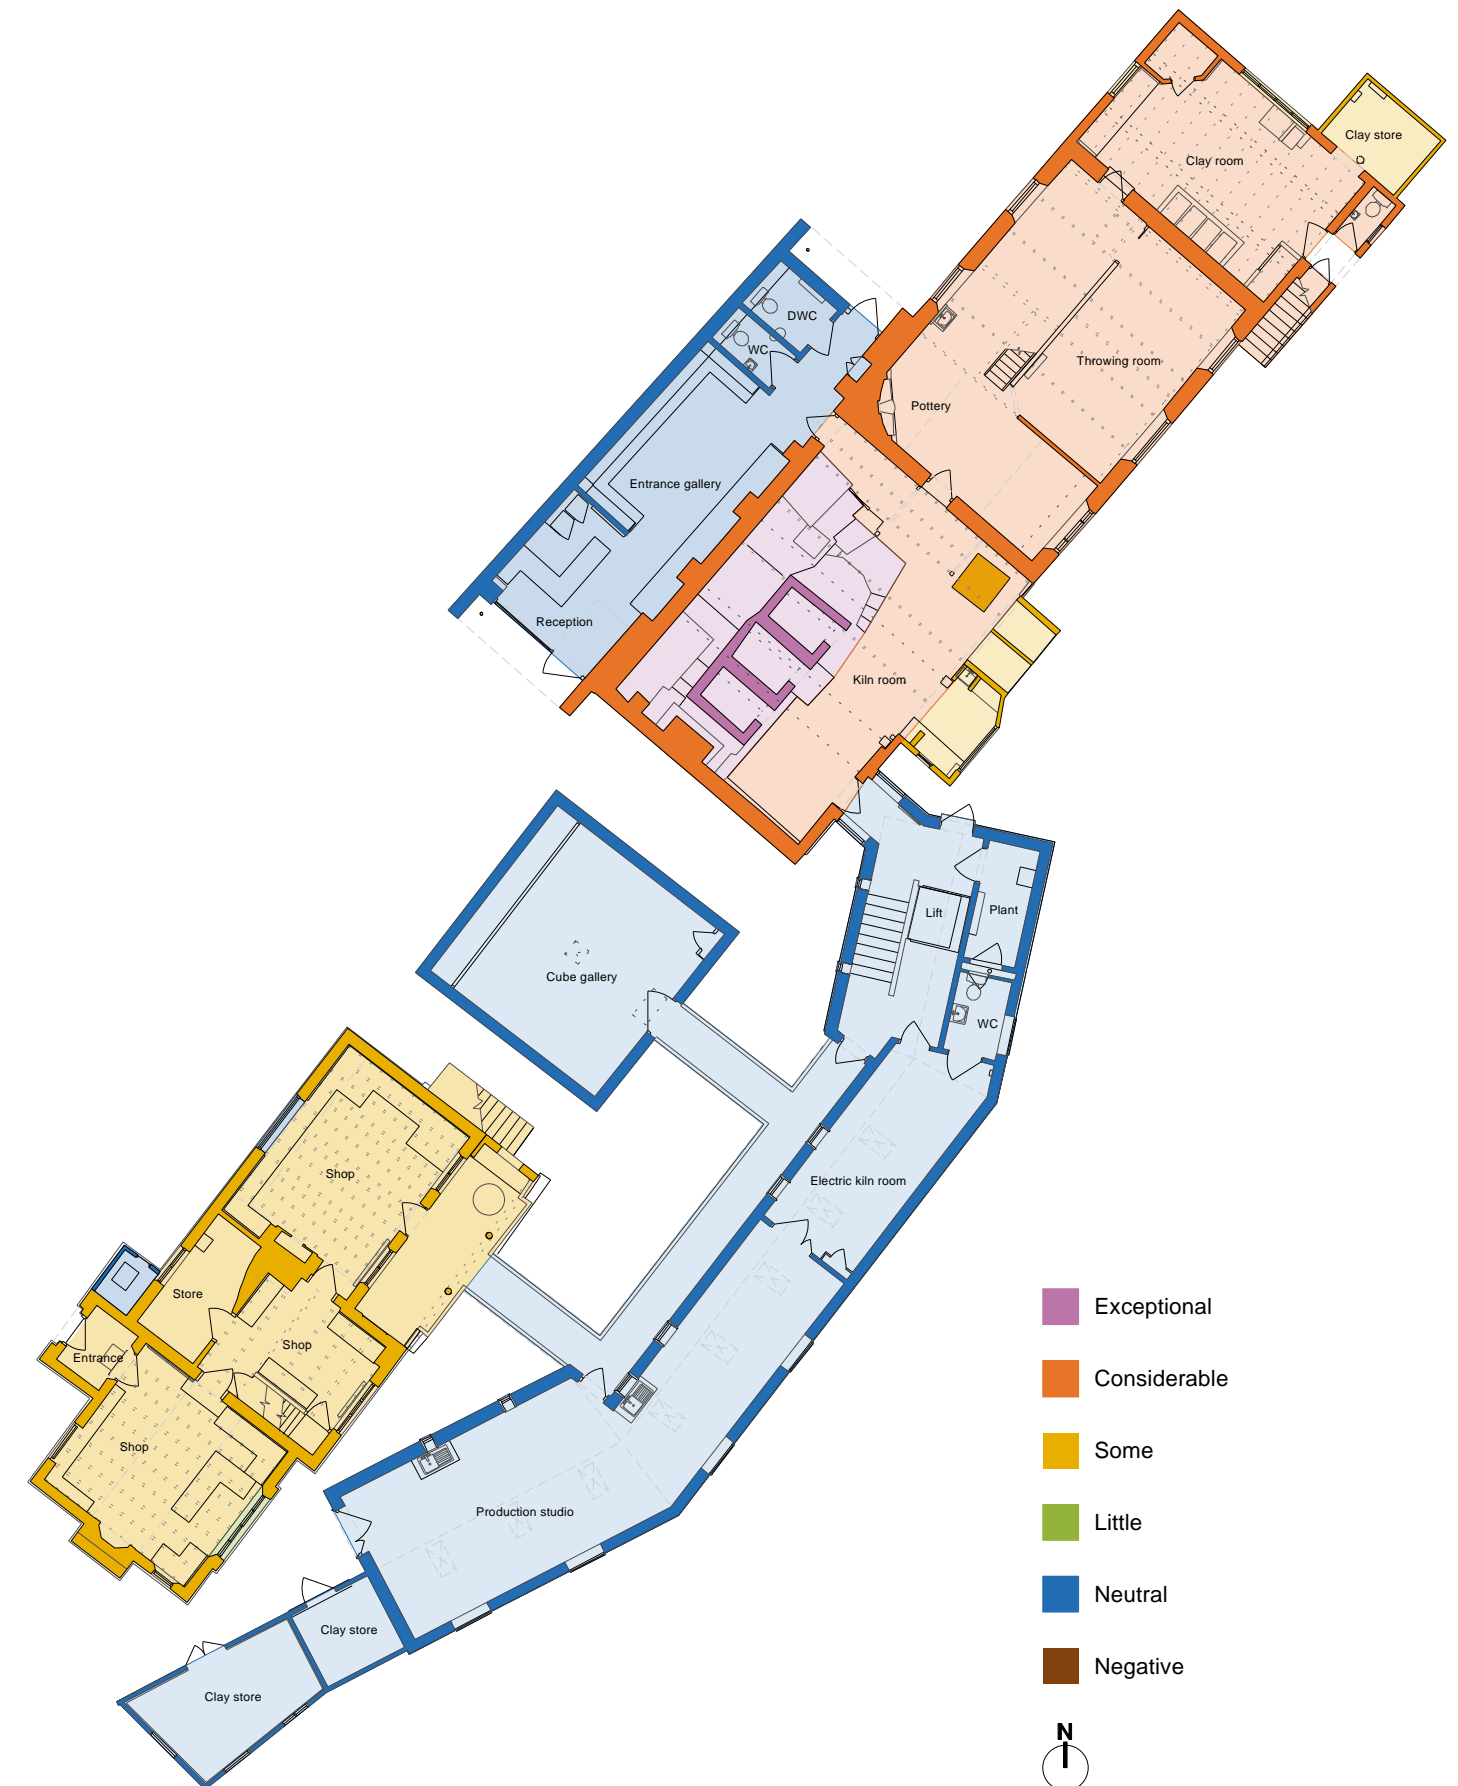 Clay store
Clay room
DWC
WC
Throwing room
Pottery
Entrance gallery
Reception
Kiln room
Lift
Plant
Cube gallery
WC
Shop
Electric kiln room
Store
Shop
Entrance
Shop
Production studio
Clay store
Clay store
Exceptional
Considerable
Some
Little
Neutral
Negative
N